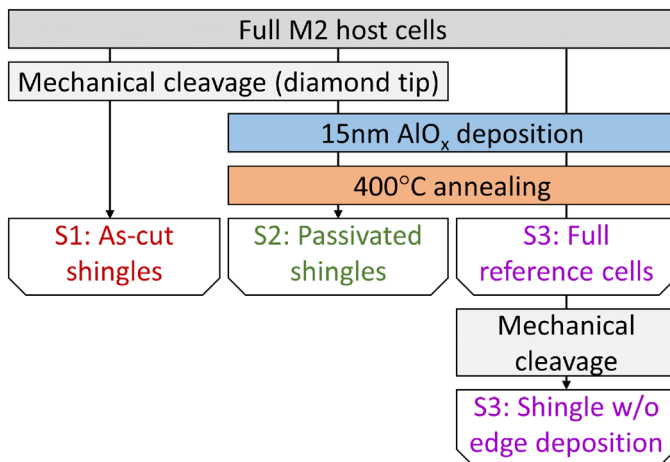 Full M2 host cells
Mechanical cleavage (diamond tip)
15nm AlOₓ deposition
400°C annealing
S1: As-cut
shingles
S2: Passivated
shingles
S3: Full
reference cells
Mechanical
cleavage
S3: Shingle w/o
edge deposition